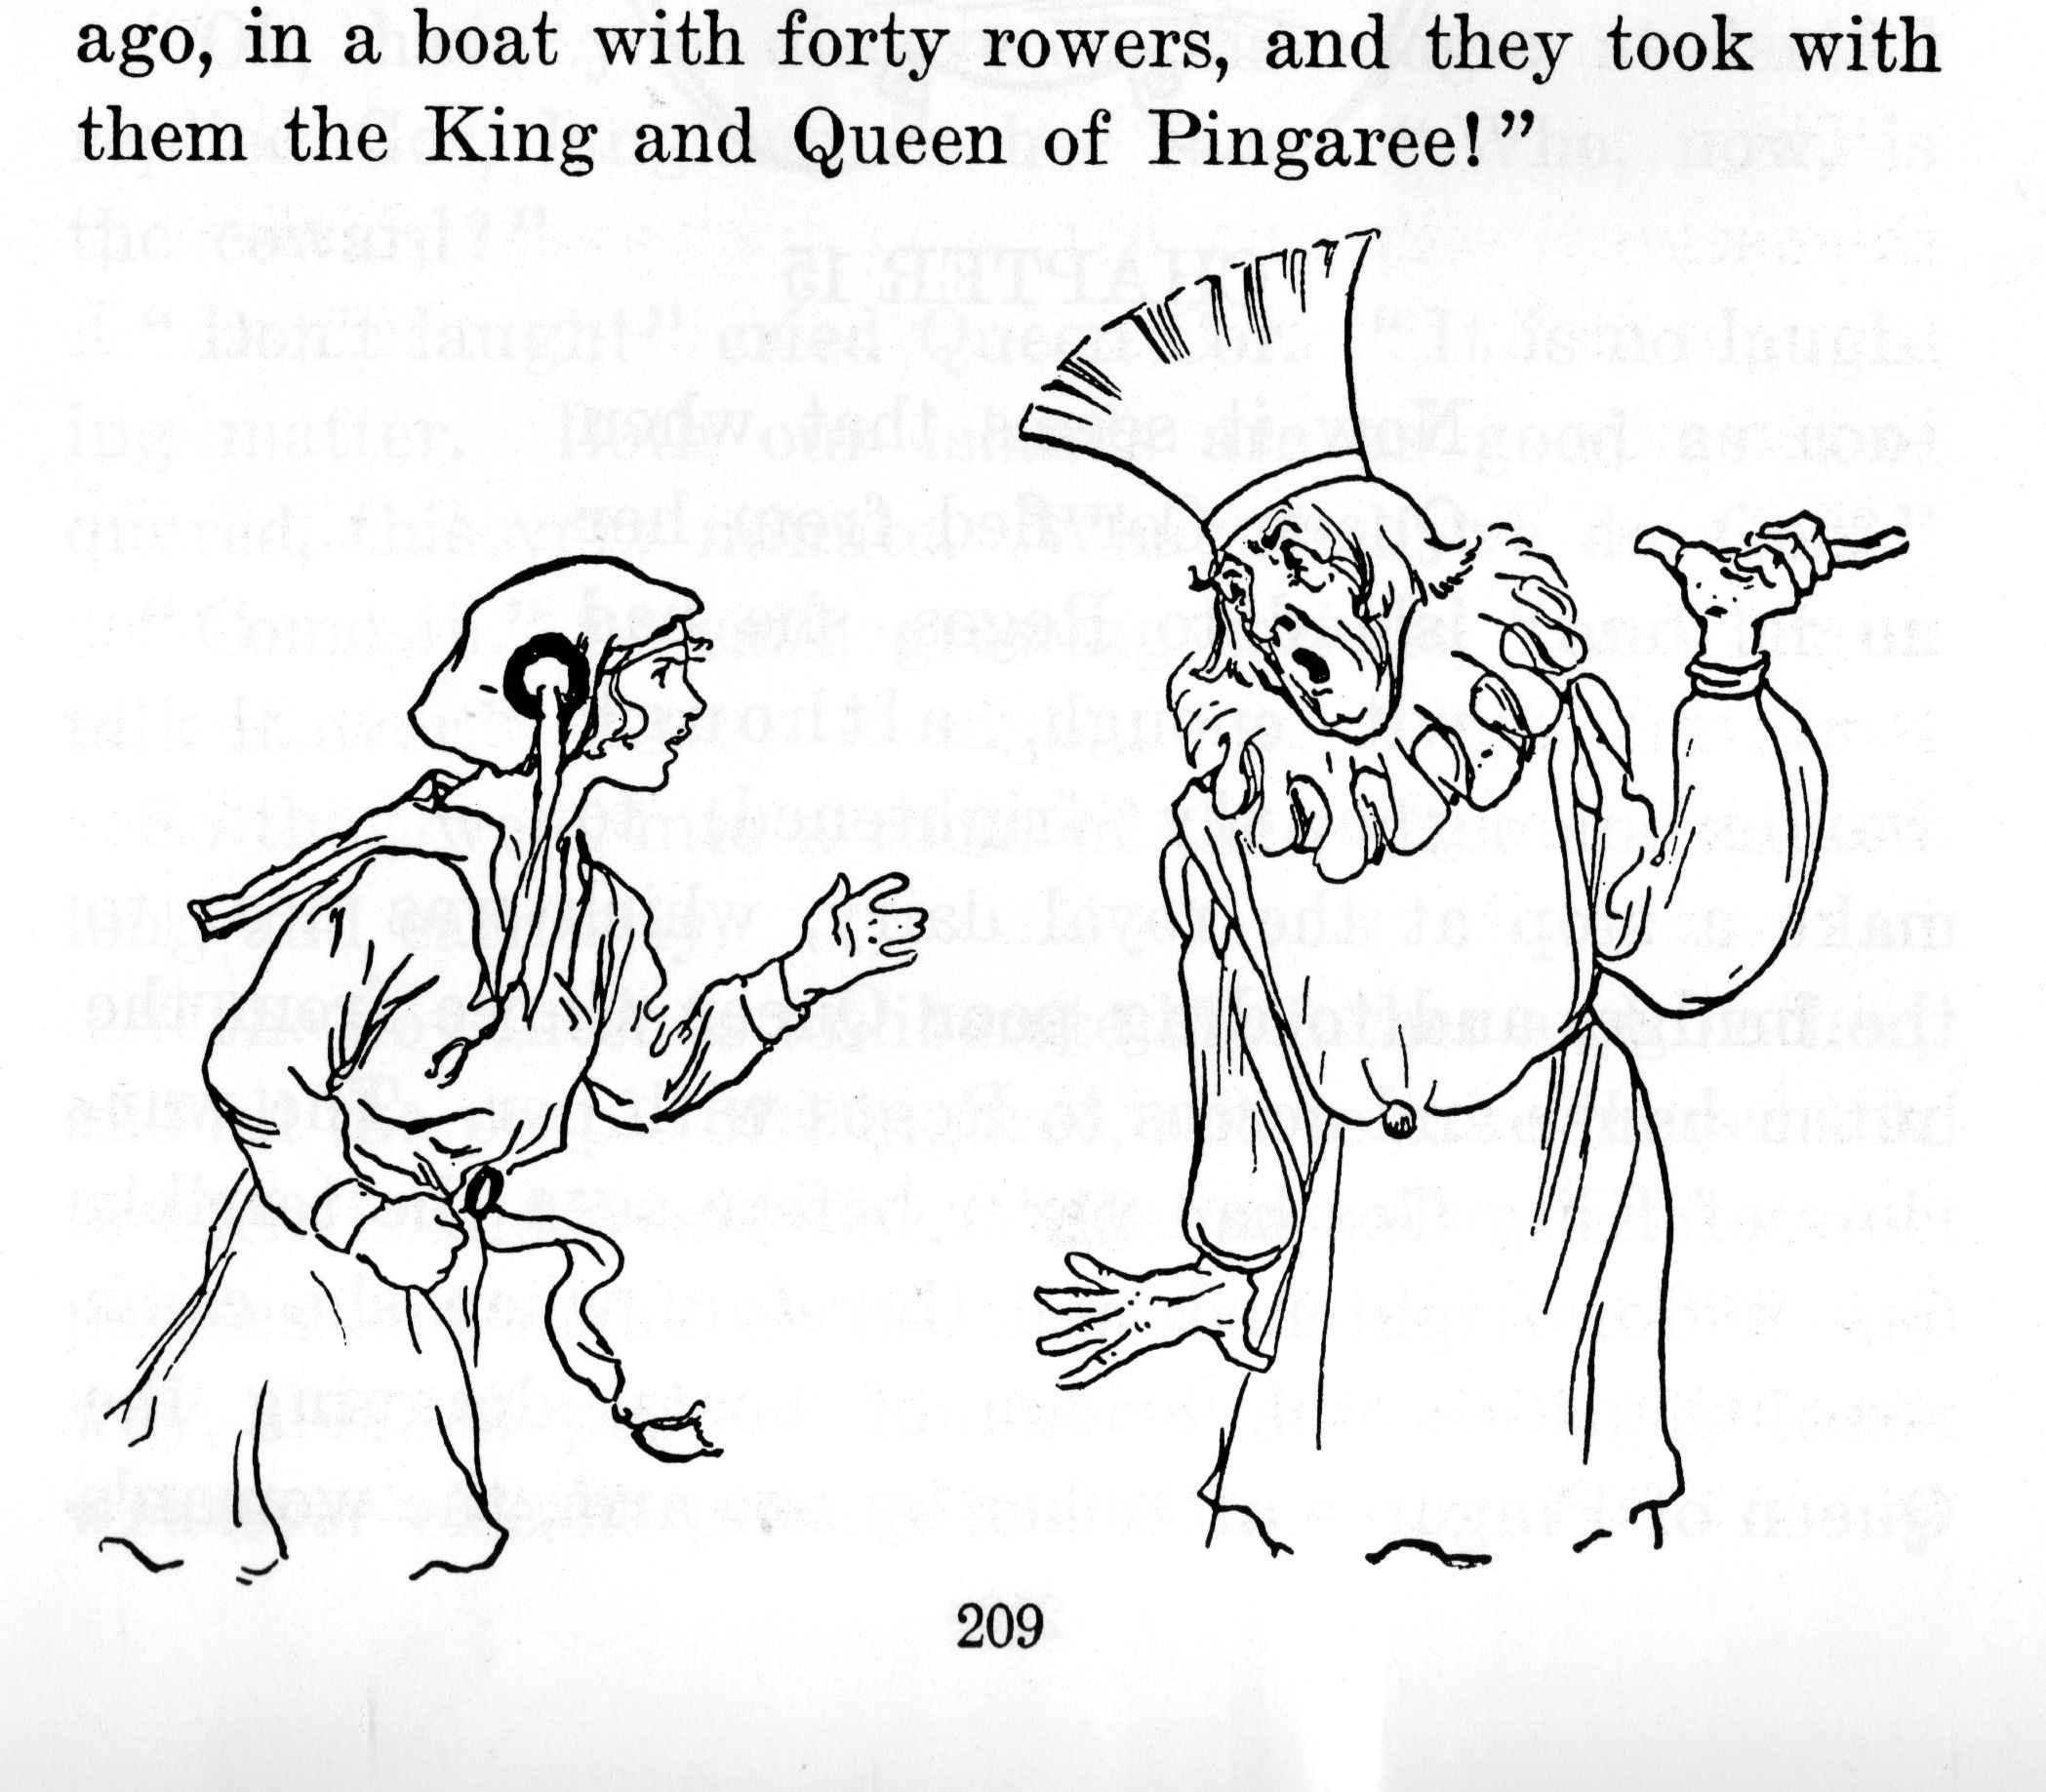 ago, in a boat with forty rowers, and they took with
them the King and Queen of Pingaree!”
209